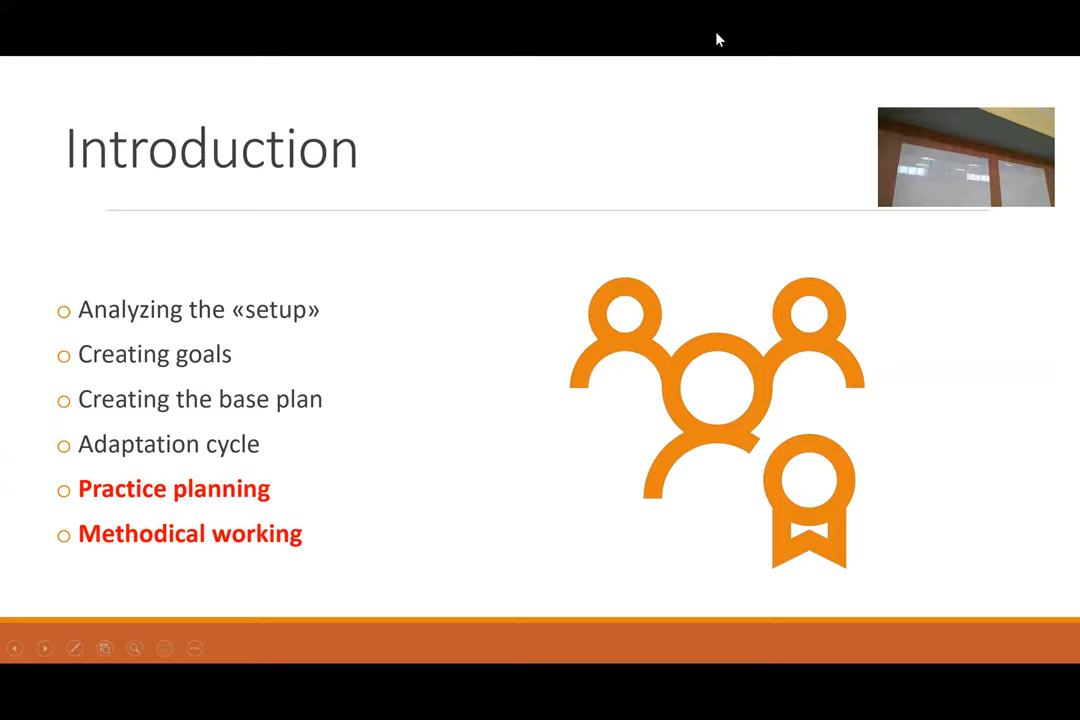 Introduction
Analyzing the «setup»
Creating goals
Creating the base plan
Adaptation cycle
Practice planning
Methodical working